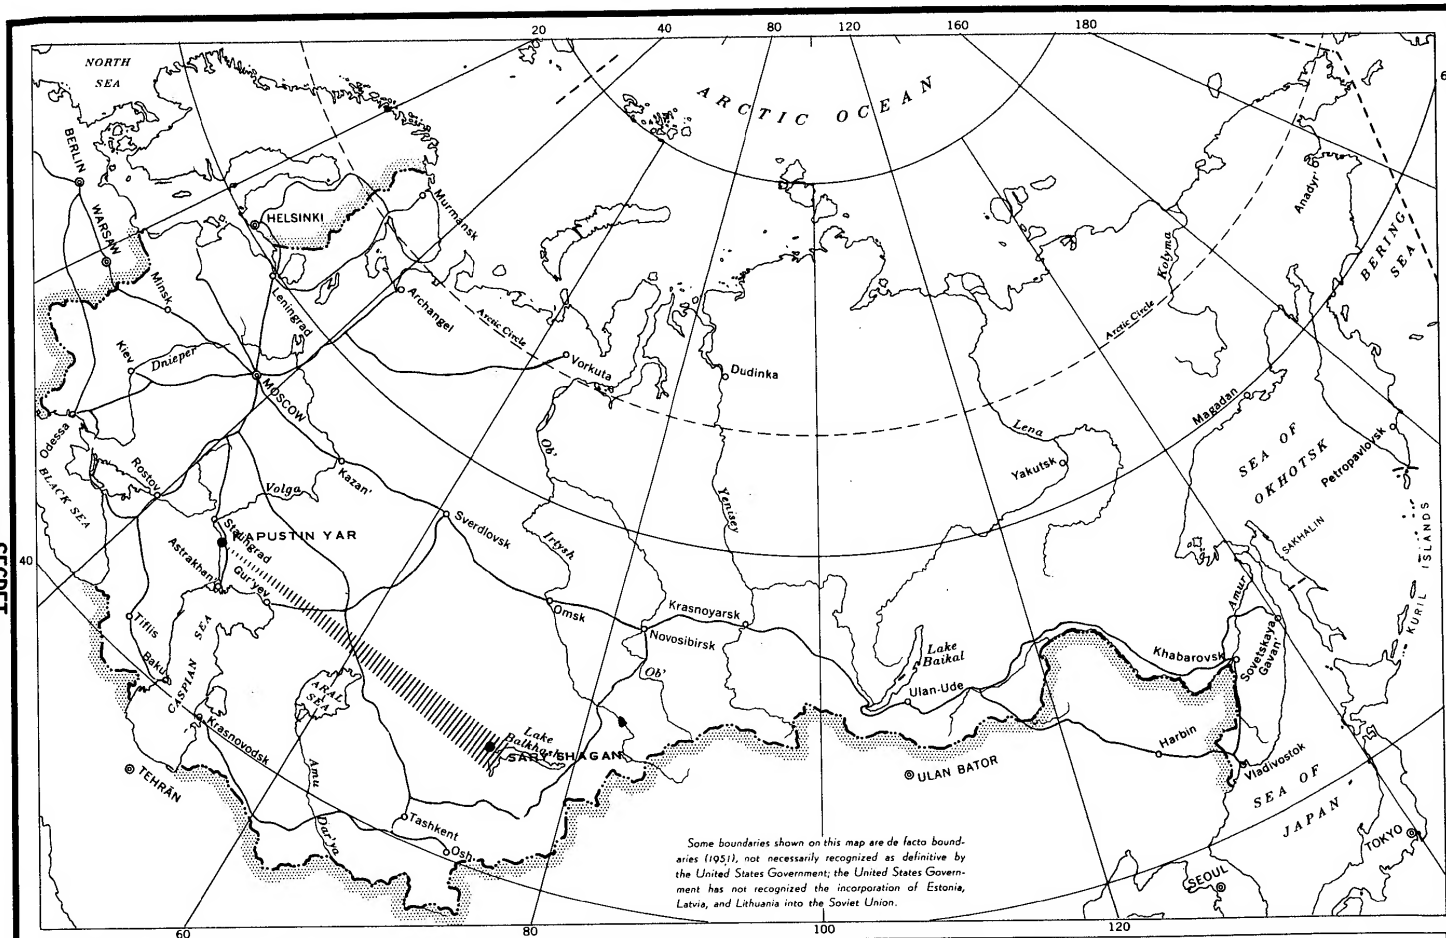 20 40 80 120 160 180
NORTH
SEA
ARCTIC OCEAN
BERLIN
WARSAW
HELSINKI
Murmansk
Anadyr'
Kolyma
BERING
SEA
Minsk
Leningrad
Archangel
Arctic Circle
Arctic Circle
Kiev
Dnieper
Vorkuta
Dudinka
MOSCOW
Odessa
Magadan
Lena
Ob'
Yakutsk
SEA OF
OKHOTSK
Petropavlovsk
BLACK SEA
Rostov
Volga
Kazan'
Yenisey
Sverdlovsk
Irtysh
Stalingrad
KAPUSTIN YAR
SAKHALIN
KURIL ISLANDS
SECRET
40
Astrakhan'
Gur'yev
Amur
Tiflis
Omsk
Krasnoyarsk
Novosibirsk
Sovetskaya
Gavan'
Khabarovsk
Lake
Baikal
Baku
CASPIAN SEA
ARAL
SEA
Ob'
Ulan-Ude
Krasnovodsk
Lake
Balkhash
SARY SHAGAN
Harbin
Vladivostok
TEHRĀN
ULAN BATOR
Amu
Dar'ya
SEA OF
JAPAN
Tashkent
Osh
TOKYO
SEOUL
Some boundaries shown on this map are de facto bound-
aries (1951), not necessarily recognized as definitive by
the United States Government; the United States Govern-
ment has not recognized the incorporation of Estonia,
Latvia, and Lithuania into the Soviet Union.
60 80 100 120